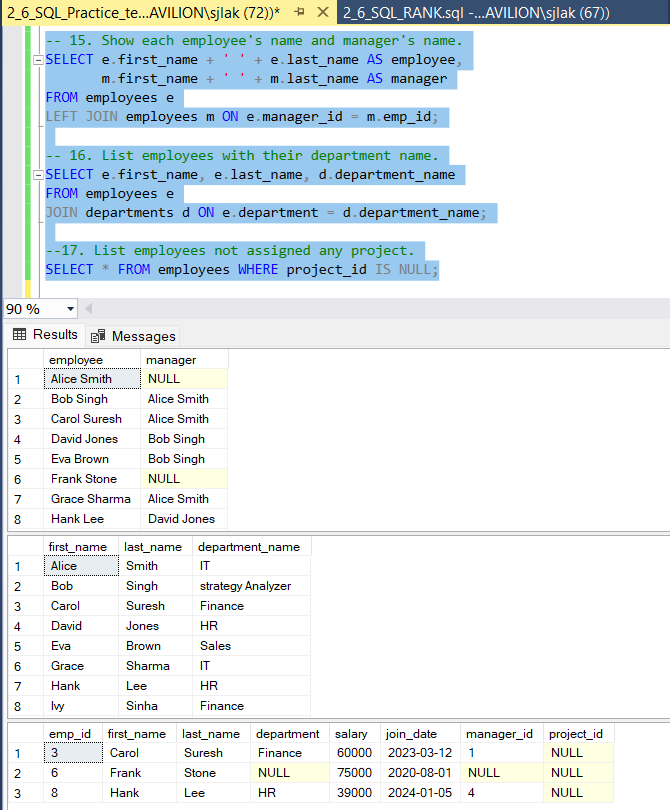 2_6_SQL_Practice_te...AVILION\sjlak (72))* 2_6_SQL_RANK.sql -...AVILION\sjlak (67))
-- 15. Show each employee's name and manager's name.
SELECT e.first_name + ' ' + e.last_name AS employee,
m.first_name + ' ' + m.last_name AS manager
FROM employees e
LEFT JOIN employees m ON e.manager_id = m.emp_id;
-- 16. List employees with their department name.
SELECT e.first_name, e.last_name, d.department_name
FROM employees e
JOIN departments d ON e.department = d.department_name;
--17. List employees not assigned any project.
SELECT * FROM employees WHERE project_id IS NULL;
90 %
Results Messages
employee manager
1 Alice Smith NULL
2 Bob Singh Alice Smith
3 Carol Suresh Alice Smith
4 David Jones Bob Singh
5 Eva Brown Bob Singh
6 Frank Stone NULL
7 Grace Sharma Alice Smith
8 Hank Lee David Jones
first_name last_name department_name
1 Alice Smith IT
2 Bob Singh strategy Analyzer
3 Carol Suresh Finance
4 David Jones HR
5 Eva Brown Sales
6 Grace Sharma IT
7 Hank Lee HR
8 Ivy Sinha Finance
emp_id first_name last_name department salary join_date manager_id project_id
1 3 Carol Suresh Finance 60000 2023-03-12 1 NULL
2 6 Frank Stone NULL 75000 2020-08-01 NULL NULL
3 8 Hank Lee HR 39000 2024-01-05 4 NULL